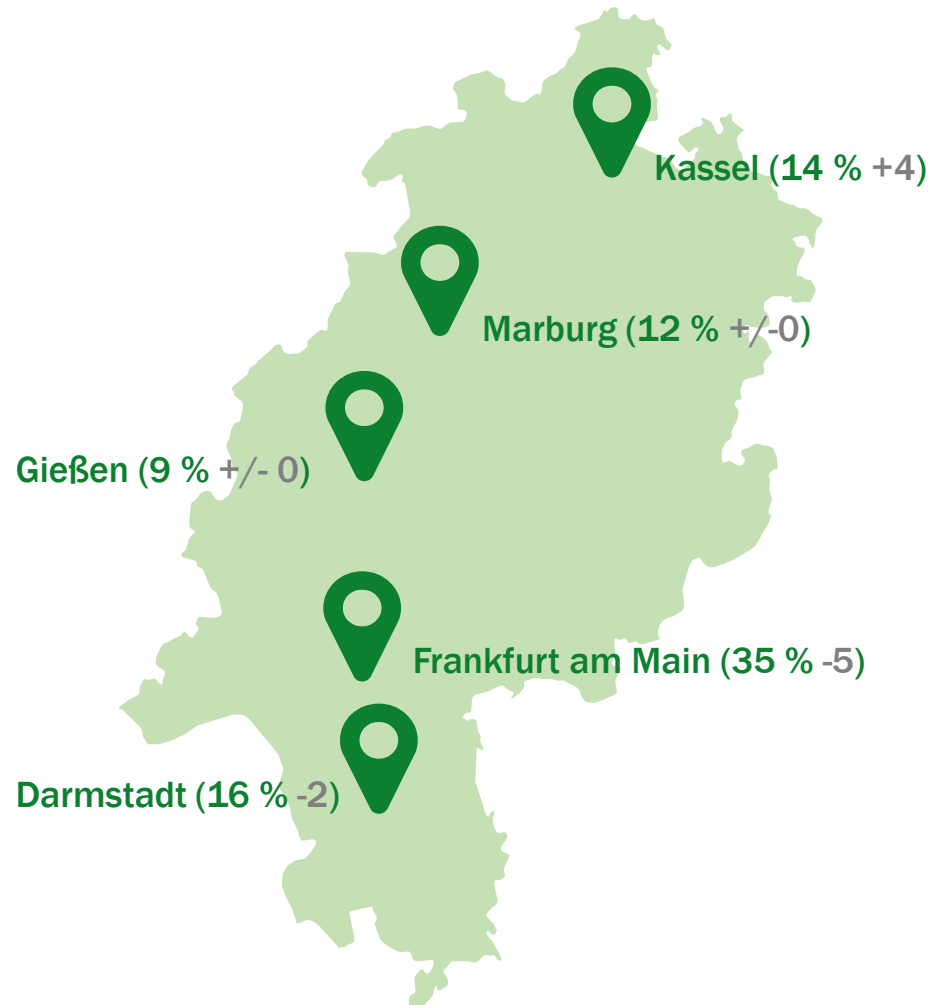 Kassel (14 % +4)
Marburg (12 % +/-0)
Gießen (9 % +/- 0)
Frankfurt am Main (35 % -5)
Darmstadt (16 % -2)